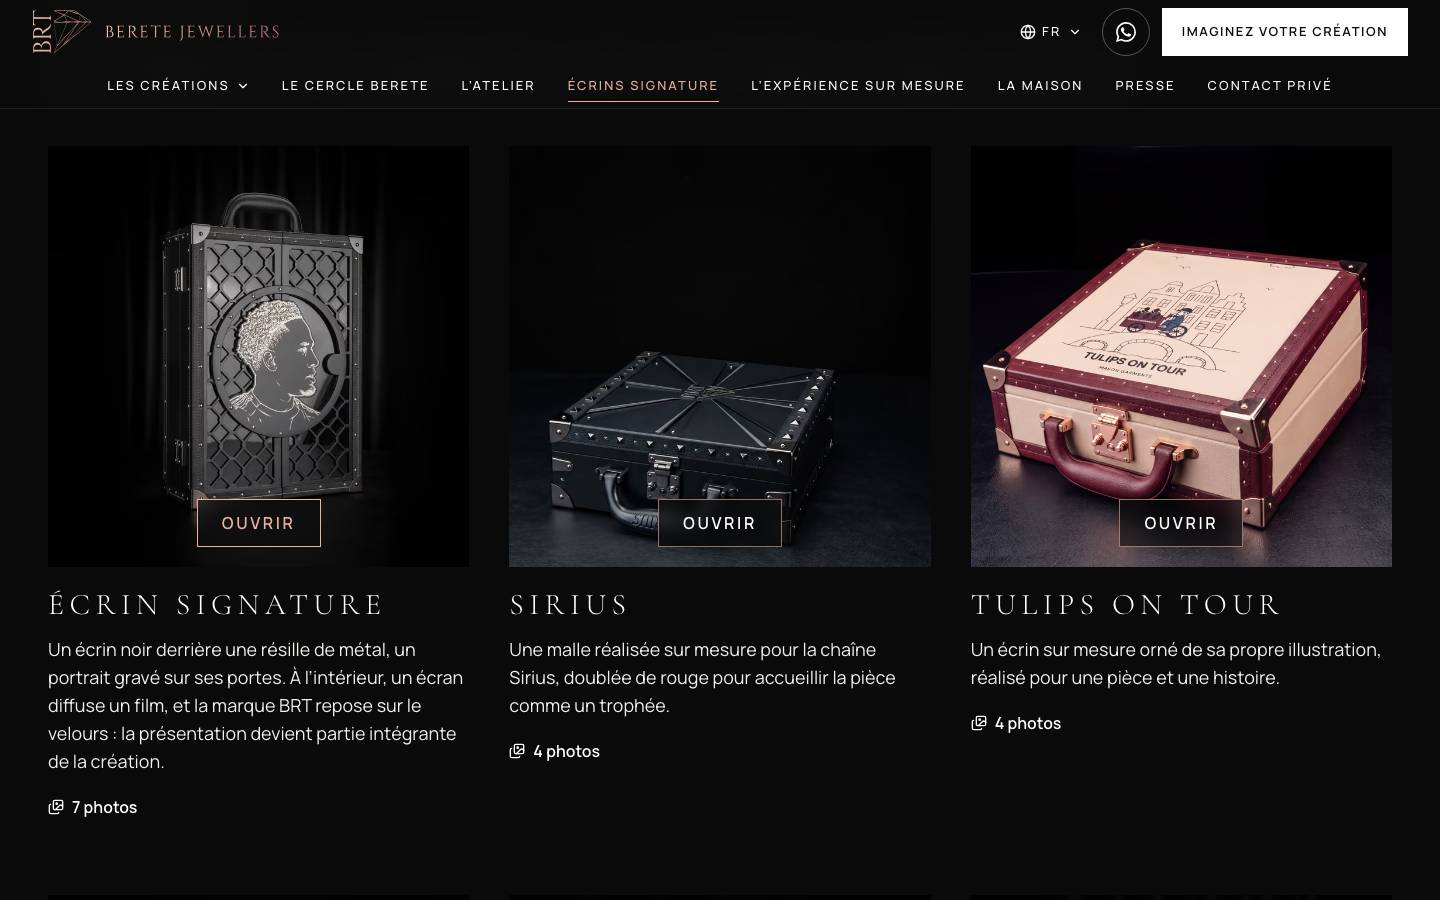 BRT
BERETE JEWELLERS
FR
IMAGINEZ VOTRE CRÉATION
LES CRÉATIONS
LE CERCLE BERETE
L'ATELIER
ÉCRINS SIGNATURE
L'EXPÉRIENCE SUR MESURE
LA MAISON
PRESSE
CONTACT PRIVÉ
TULIPS ON TOUR
OUVRIR
OUVRIR
OUVRIR
ÉCRIN SIGNATURE
Un écrin noir derrière une résille de métal, un
portrait gravé sur ses portes. À l'intérieur, un écran
diffuse un film, et la marque BRT repose sur le
velours : la présentation devient partie intégrante
de la création.
7 photos
SIRIUS
Une malle réalisée sur mesure pour la chaîne
Sirius, doublée de rouge pour accueillir la pièce
comme un trophée.
4 photos
TULIPS ON TOUR
Un écrin sur mesure orné de sa propre illustration,
réalisé pour une pièce et une histoire.
4 photos